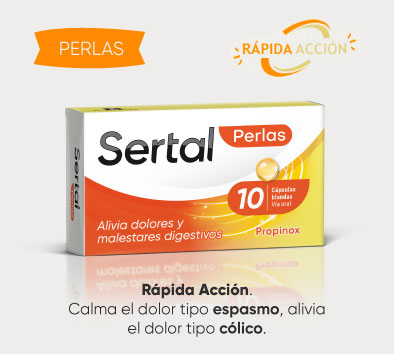 PERLAS
RÁPIDA ACCIÓN
Sertal
Perlas
Sertal
10
Cápsulas
blandas
Vía oral
Alivia dolores y
malestares digestivos
Propinox
Rápida Acción.
Calma el dolor tipo espasmo, alivia
el dolor tipo cólico.